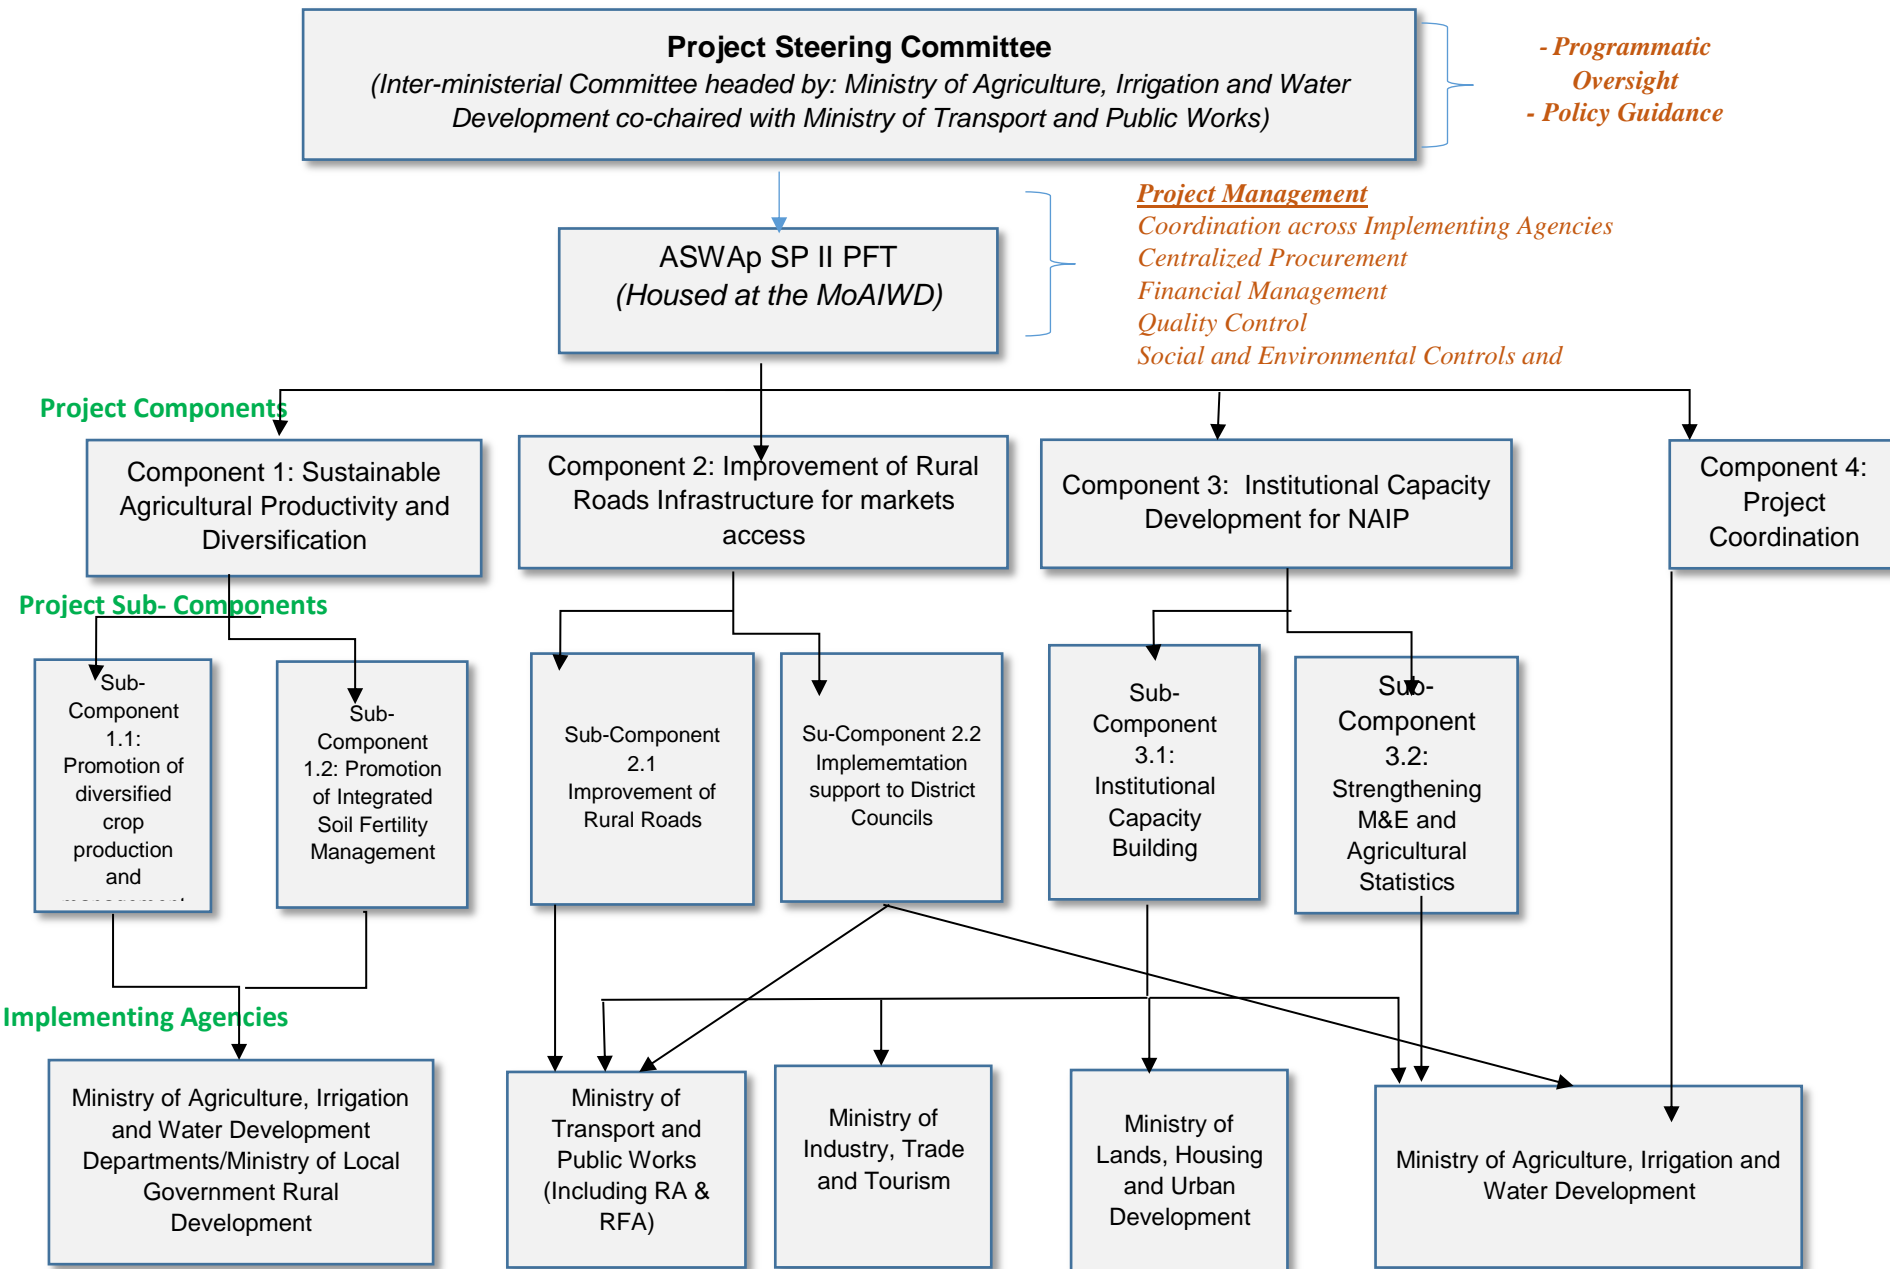 Project Steering Committee
(Inter-ministerial Committee headed by: Ministry of Agriculture, Irrigation and Water
Development co-chaired with Ministry of Transport and Public Works)
- Programmatic
Oversight
- Policy Guidance
ASWAp SP II PFT
(Housed at the MoAIWD)
Project Management
Coordination across Implementing Agencies
Centralized Procurement
Financial Management
Quality Control
Social and Environmental Controls and
Project Components
Component 1: Sustainable
Agricultural Productivity and
Diversification
Component 2: Improvement of Rural
Roads Infrastructure for markets
access
Component 3: Institutional Capacity
Development for NAIP
Component 4:
Project
Coordination
Project Sub- Components
Sub-
Component
1.1:
Promotion of
diversified
crop
production
and
Sub-
Component
1.2: Promotion
of Integrated
Soil Fertility
Management
Sub-Component
2.1
Improvement of
Rural Roads
Su-Component 2.2
Implememtation
support to District
Councils
Sub-
Component
3.1:
Institutional
Capacity
Building
Sub-
Component
3.2:
Strengthening
M&E and
Agricultural
Statistics
Implementing Agencies
Ministry of Agriculture, Irrigation
and Water Development
Departments/Ministry of Local
Government Rural
Development
Ministry of
Transport and
Public Works
(Including RA &
RFA)
Ministry of
Industry, Trade
and Tourism
Ministry of
Lands, Housing
and Urban
Development
Ministry of Agriculture, Irrigation and
Water Development